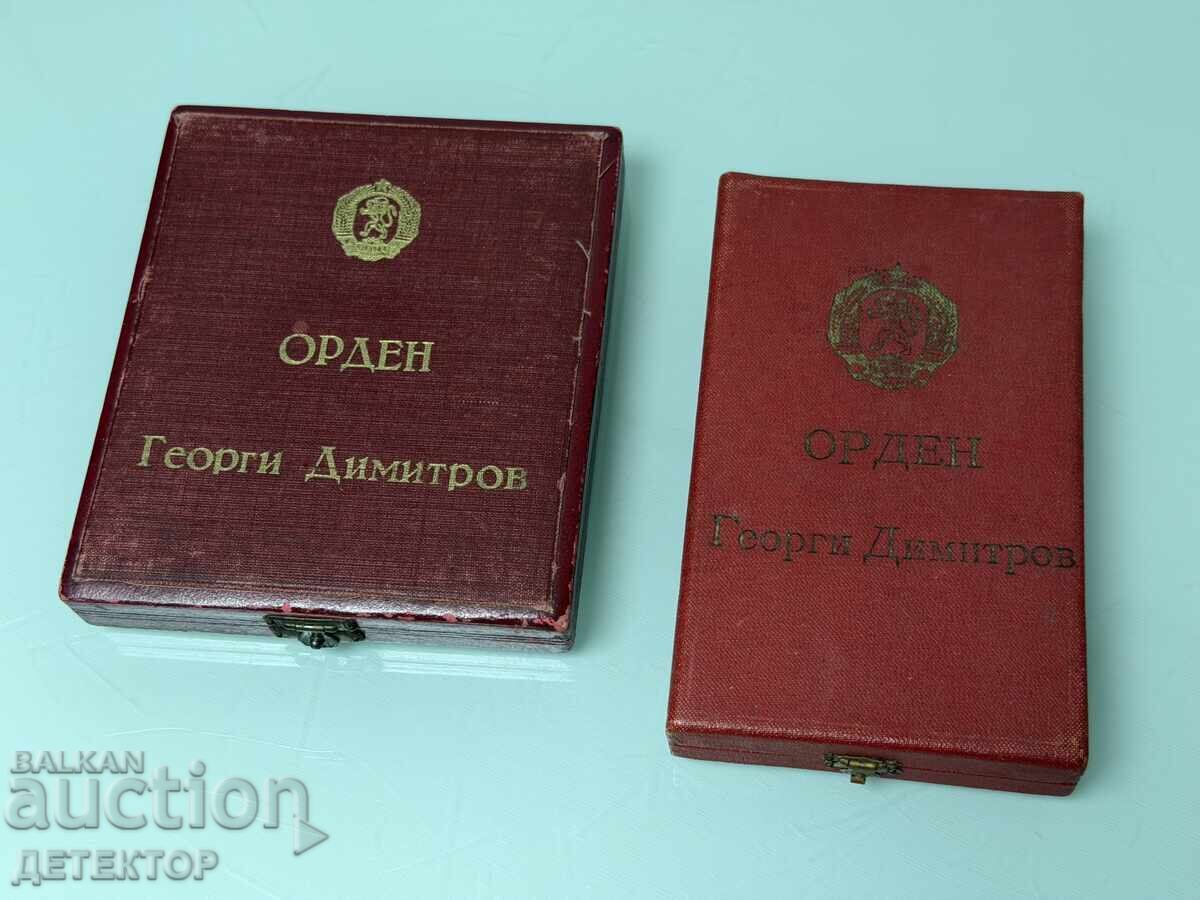 ОРДЕН
Георги Димитров
ОРДЕН
Георги Димитров
BALKAN
auction
ДЕТЕКТОР